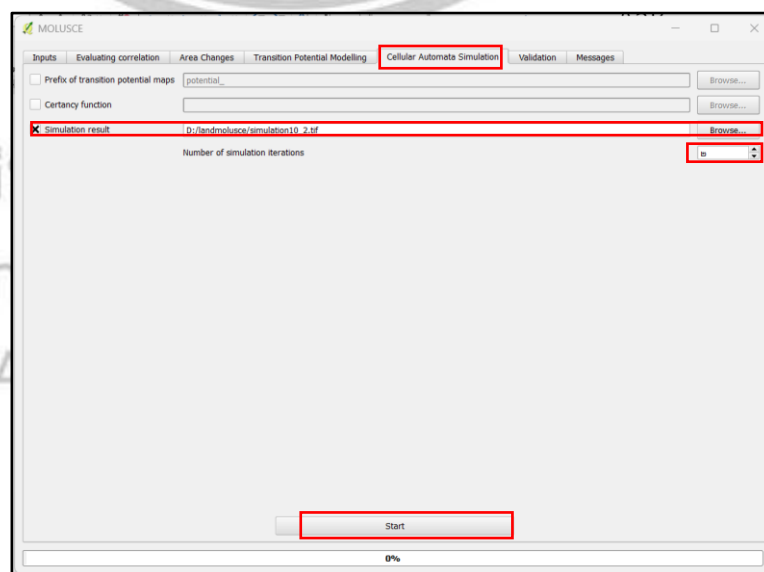 MOLUSCE
Inputs Evaluating correlation Area Changes Transition Potential Modelling Cellular Automata Simulation Validation Messages
Prefix of transition potential maps potential_ Browse...
Certancy function Browse...
Simulation result D:/landmolusce/simulation10_2.tif Browse...
Number of simulation iterations
Start
0%